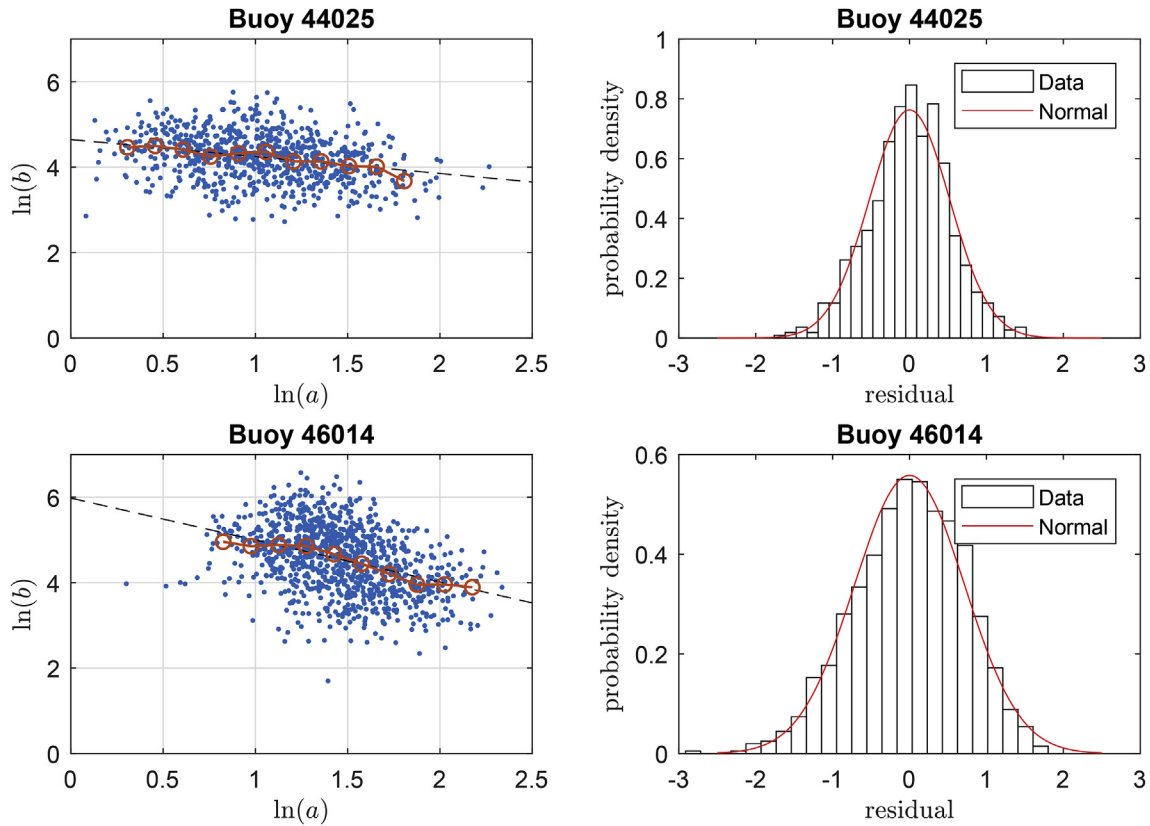 Buoy 44025
6
4
2
0
0 0.5 1 1.5 2 2.5
ln(b)
ln(a)
Buoy 44025
1
0.8
0.6
0.4
0.2
0
-3 -2 -1 0 1 2 3
probability density
residual
Data
Normal
Buoy 46014
6
4
2
0
0 0.5 1 1.5 2 2.5
ln(b)
ln(a)
Buoy 46014
0.6
0.4
0.2
0
-3 -2 -1 0 1 2 3
probability density
residual
Data
Normal